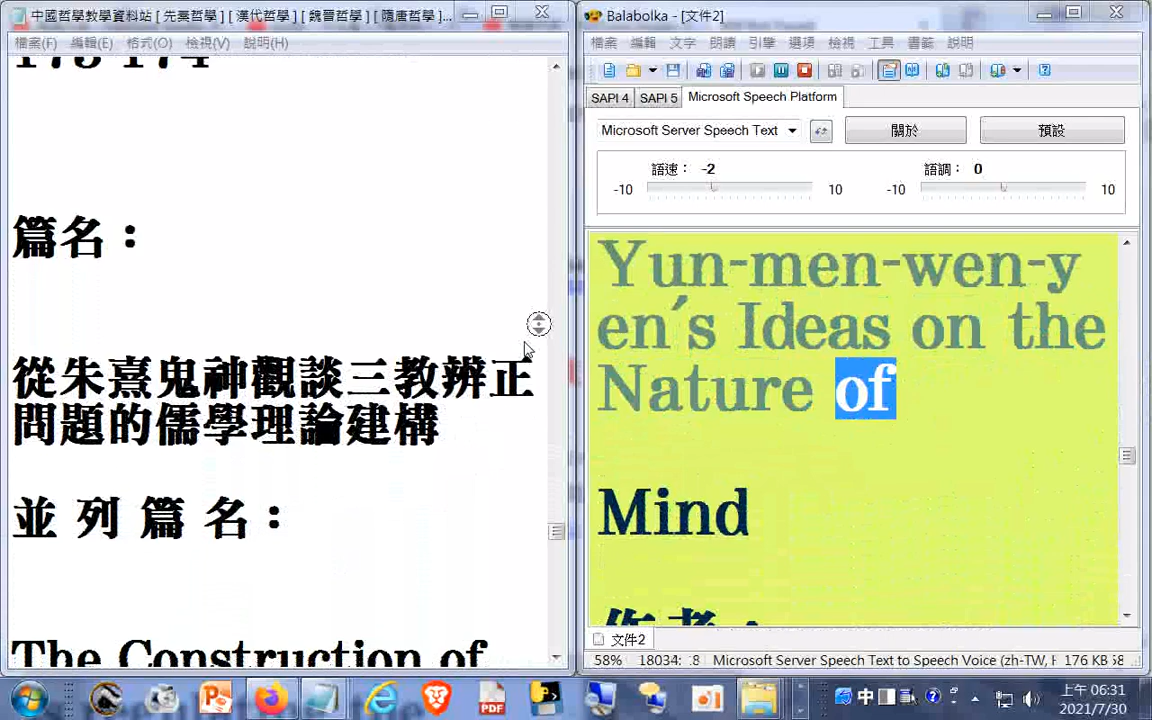 中國哲學教學資料站 [ 先秦哲學 ] [ 漢代哲學 ] [ 魏晉哲學 ] [ 隋唐哲學 ]...
檔案(F) 編輯(E) 格式(O) 檢視(V) 說明(H)
173-174
篇名：
從朱熹鬼神觀談三教辨正
問題的儒學理論建構
並 列 篇 名：
The Construction of
Balabolka - [文件2]
檔案 編輯 文字 朗讀 引擎 選項 檢視 工具 書籤 說明
SAPI 4 SAPI 5 Microsoft Speech Platform
Microsoft Server Speech Text 關於 預設
語速： -2 語調： 0
-10 10 -10 10
Yun-men-wen-y
en's Ideas on the
Nature of
Mind
作者：
文件2
58% 18034: Microsoft Server Speech Text to Speech Voice (zh-TW, H 176 KB
PDF
中
上午 06:31
2021/7/30